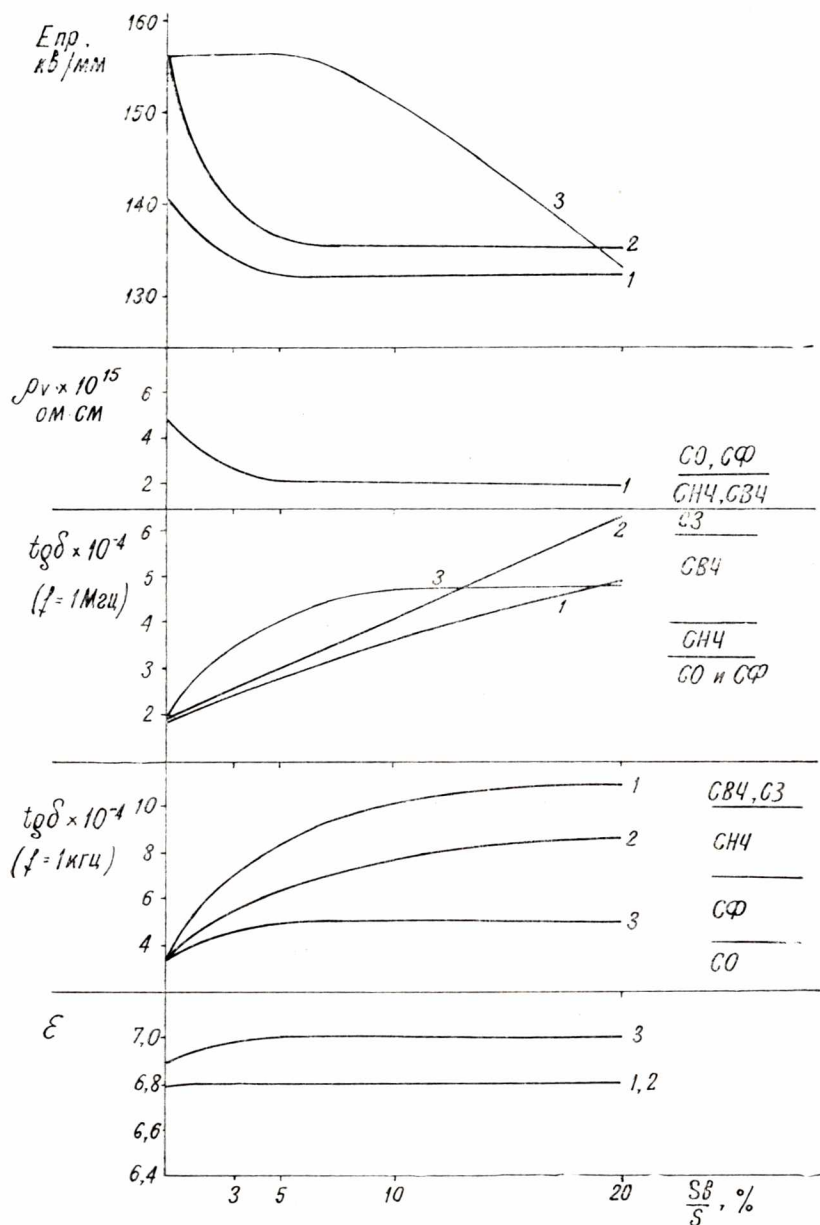 Eпр.
кв/мм
160
150
140
130
3
2
1
ρv × 10¹⁵
ом·см
6
4
2
1
СО, СФ
СНЧ, СВЧ
tgδ × 10⁻⁴
(f = 1Мгц)
6
5
4
3
2
2
3
1
СЗ
СВЧ
СНЧ
СО и СФ
tgδ × 10⁻⁴
(f = 1кгц)
10
8
6
4
1
2
3
СВЧ, СЗ
СНЧ
СФ
СО
ε
7,0
6,8
6,6
6,4
3
1, 2
3 5 10 20
Sв
S , %